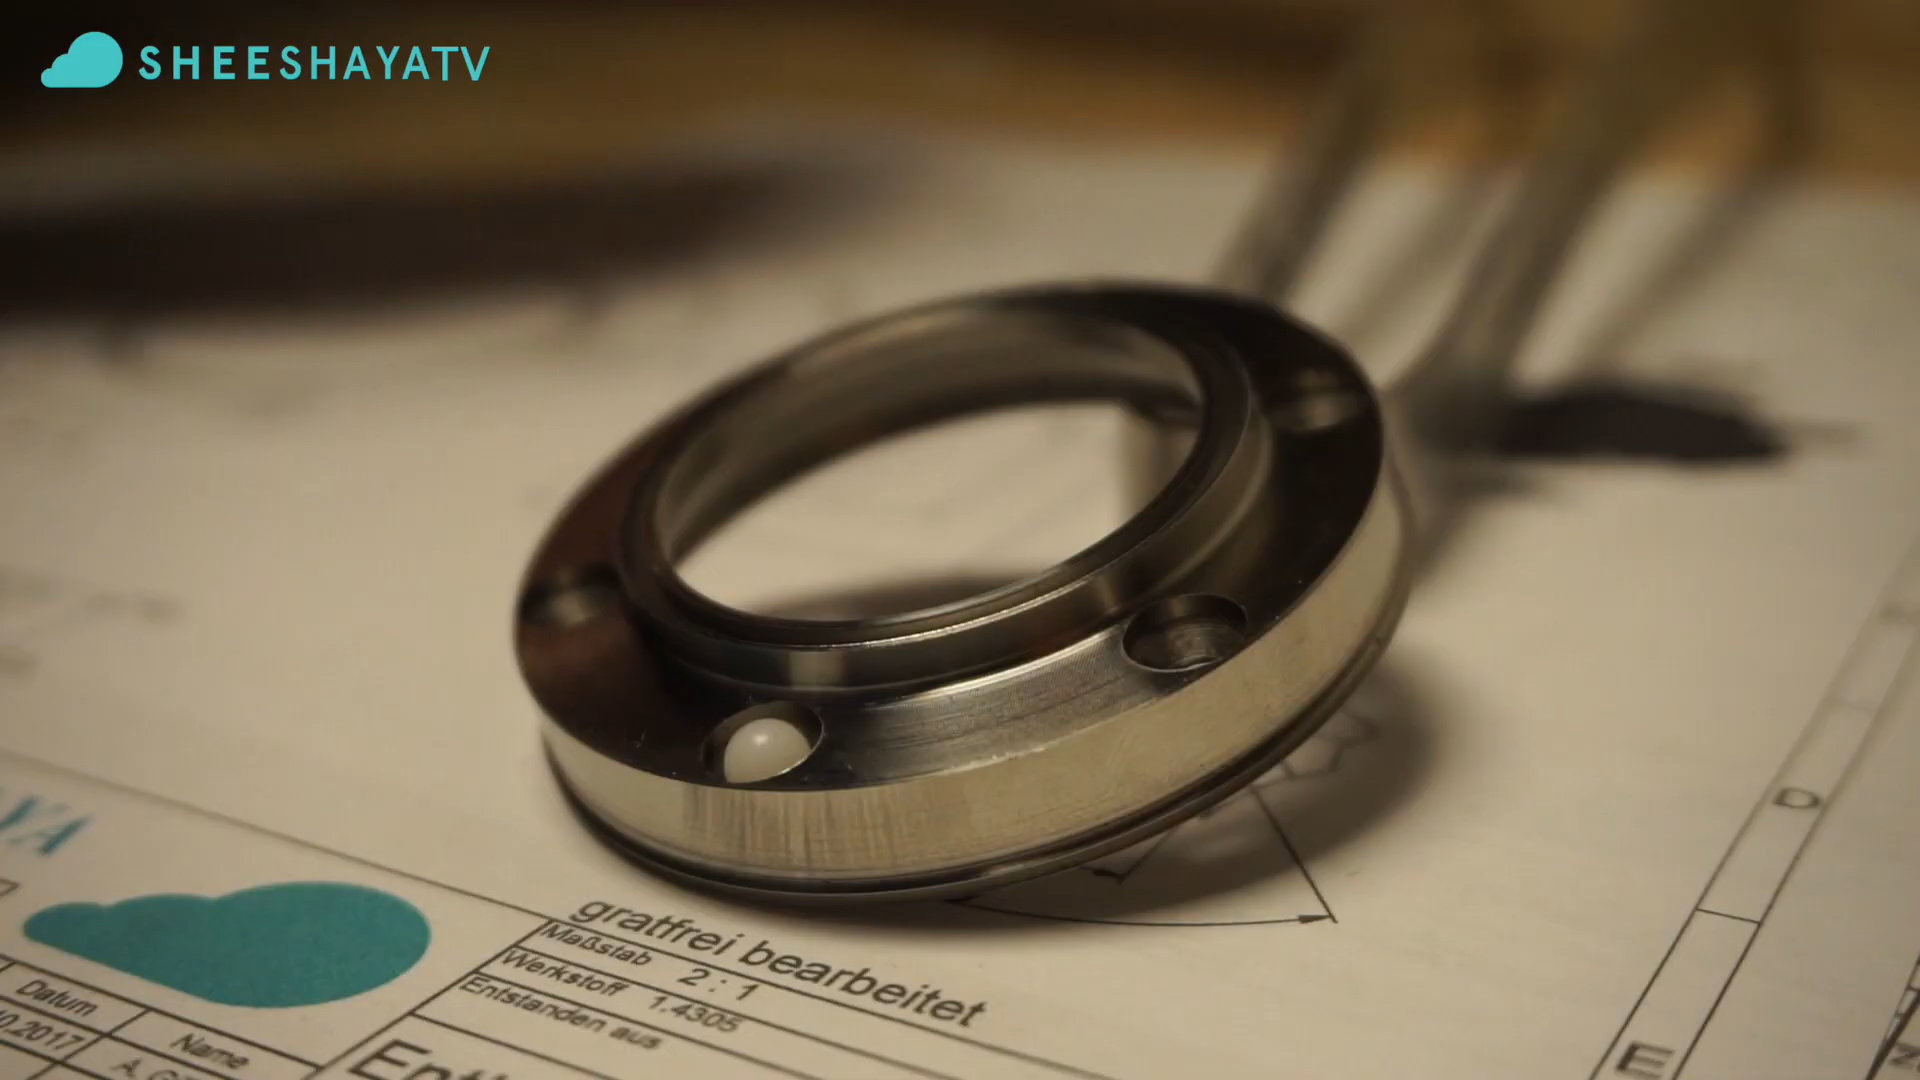 SHEESHAYATV
D
gratfrei bearbeitet
Maßstab 2 : 1
Werkstoff 1.4305
Entstanden aus
Datum
Name
E